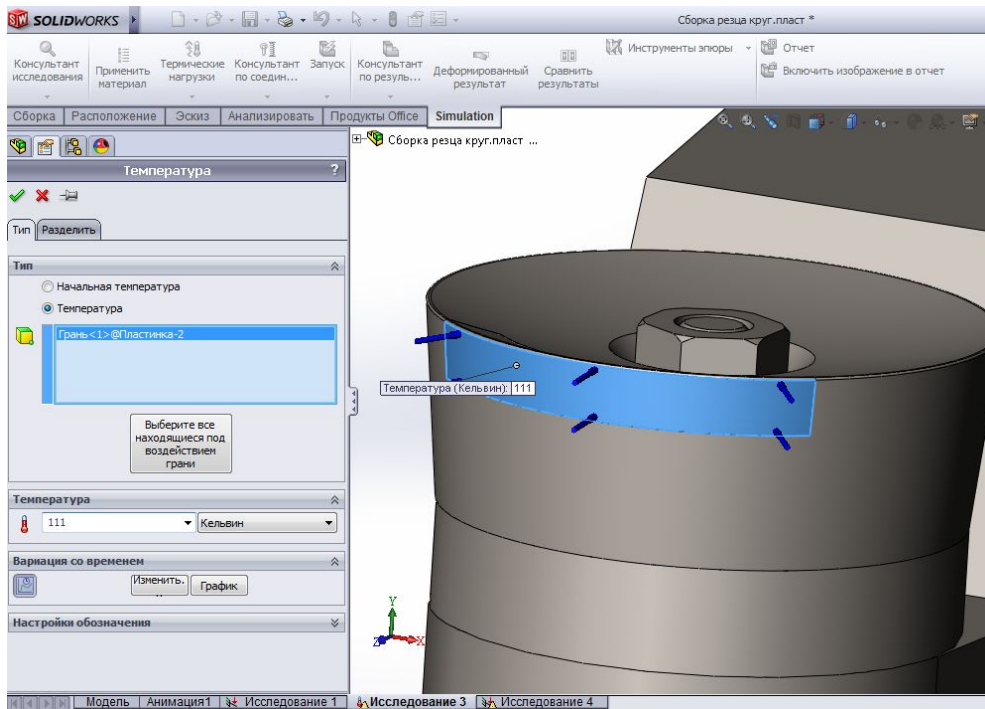 SOLIDWORKS
Сборка резца круг.пласт *
Консультант исследования
Применить материал
Термические нагрузки
Консультант по соедин...
Запуск
Консультант по резуль...
Деформированный результат
Сравнить результаты
Инструменты эпюры
Отчет
Включить изображение в отчет
Сборка
Расположение
Эскиз
Анализировать
Продукты Office
Simulation
Сборка резца круг.пласт ...
Температура
?
Тип
Разделить
Тип
Начальная температура
Температура
Грань<1>@Пластинка-2
Выберите все
находящиеся под
воздействием
грани
Температура
111
Кельвин
Вариация со временем
Изменить.
График
Настройки обозначения
Температура (Кельвин): 111
Y
Z
X
Модель
Анимация1
Исследование 1
Исследование 3
Исследование 4